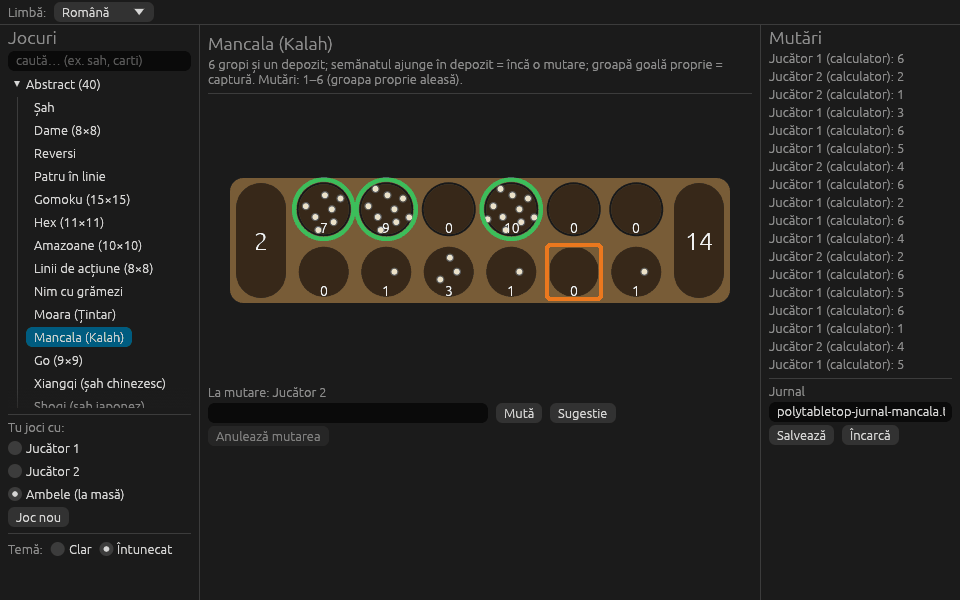 Limbă: Română
Jocuri
caută… (ex. sah, carti)
Abstract (40)
Șah
Dame (8×8)
Reversi
Patru în linie
Gomoku (15×15)
Hex (11×11)
Amazoane (10×10)
Linii de acțiune (8×8)
Nim cu grămezi
Moara (Țintar)
Mancala (Kalah)
Go (9×9)
Xiangqi (șah chinezesc)
Shogi (șah japonez)
Tu joci cu:
Jucător 1
Jucător 2
Ambele (la masă)
Joc nou
Temă: Clar Întunecat
Mancala (Kalah)
6 gropi și un depozit; semănatul ajunge în depozit = încă o mutare; groapă goală proprie =
captură. Mutări: 1–6 (groapa proprie aleasă).
7 9 0 10 0 0
2 14
0 1 3 1 0 1
La mutare: Jucător 2
Mută Sugestie
Anulează mutarea
Mutări
Jucător 1 (calculator): 6
Jucător 2 (calculator): 2
Jucător 2 (calculator): 1
Jucător 1 (calculator): 3
Jucător 1 (calculator): 6
Jucător 1 (calculator): 5
Jucător 2 (calculator): 4
Jucător 1 (calculator): 6
Jucător 1 (calculator): 2
Jucător 1 (calculator): 6
Jucător 1 (calculator): 4
Jucător 2 (calculator): 2
Jucător 1 (calculator): 6
Jucător 1 (calculator): 5
Jucător 1 (calculator): 6
Jucător 1 (calculator): 1
Jucător 2 (calculator): 4
Jucător 1 (calculator): 5
Jurnal
polytabletop-jurnal-mancala.t
Salvează Încarcă